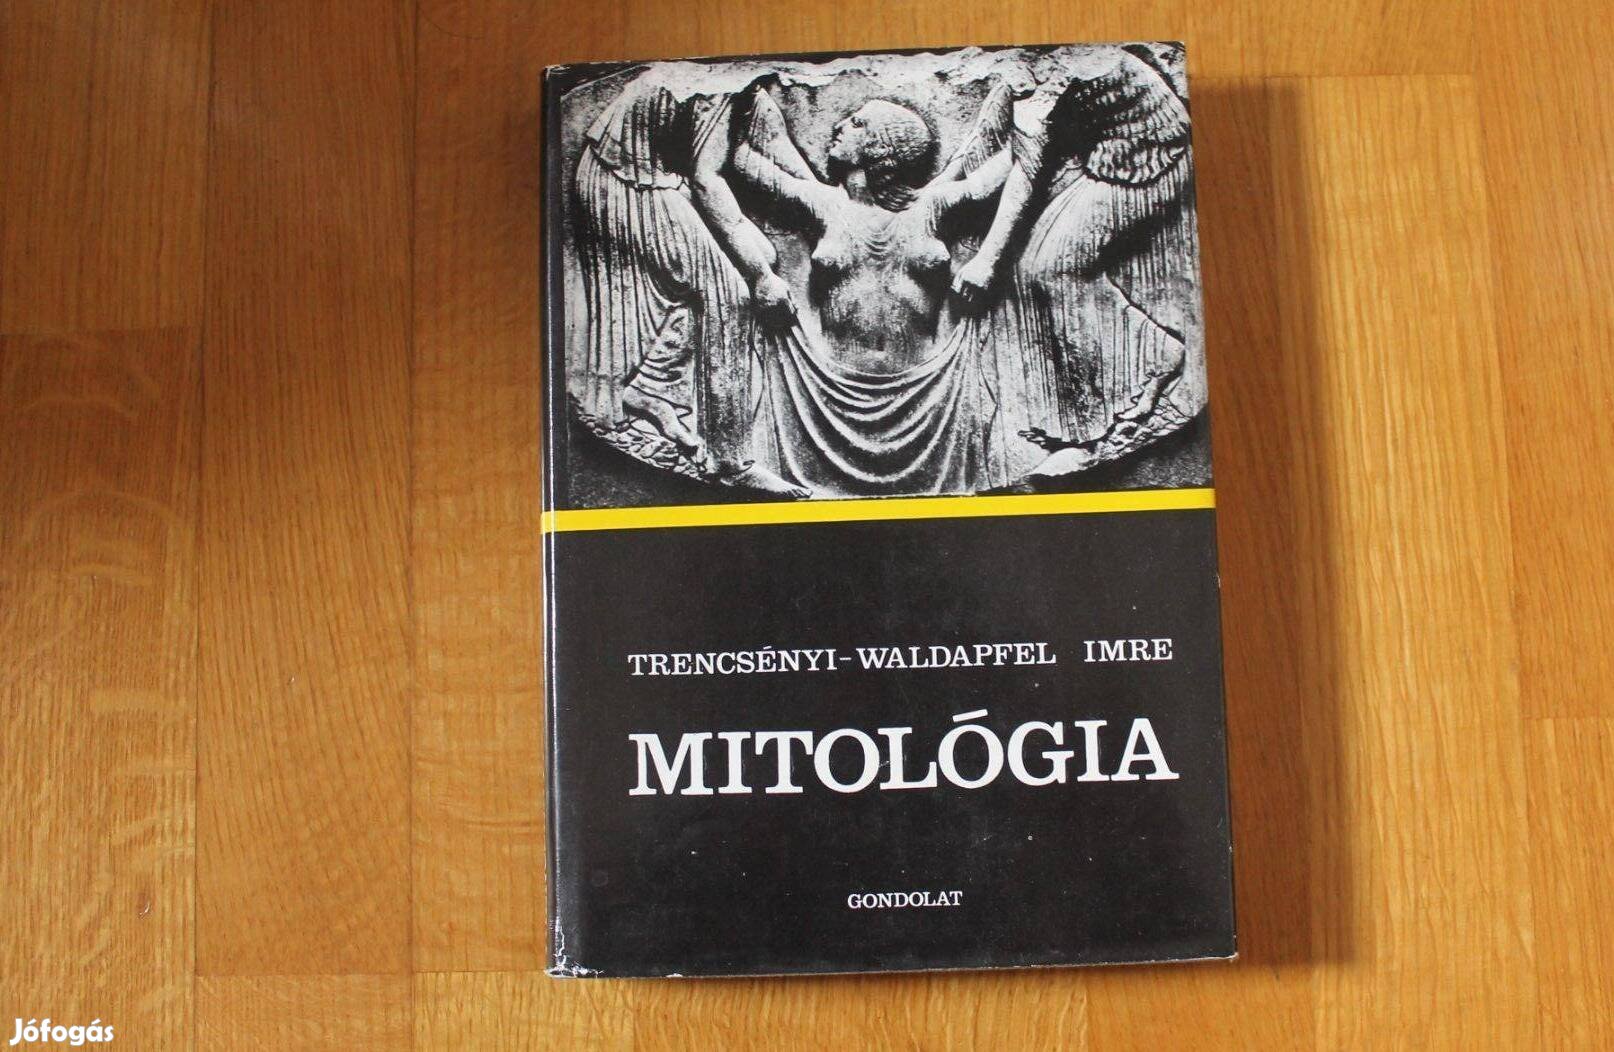 TRENCSÉNYI-WALDAPFEL IMRE
MITOLÓGIA
GONDOLAT
Jófogás